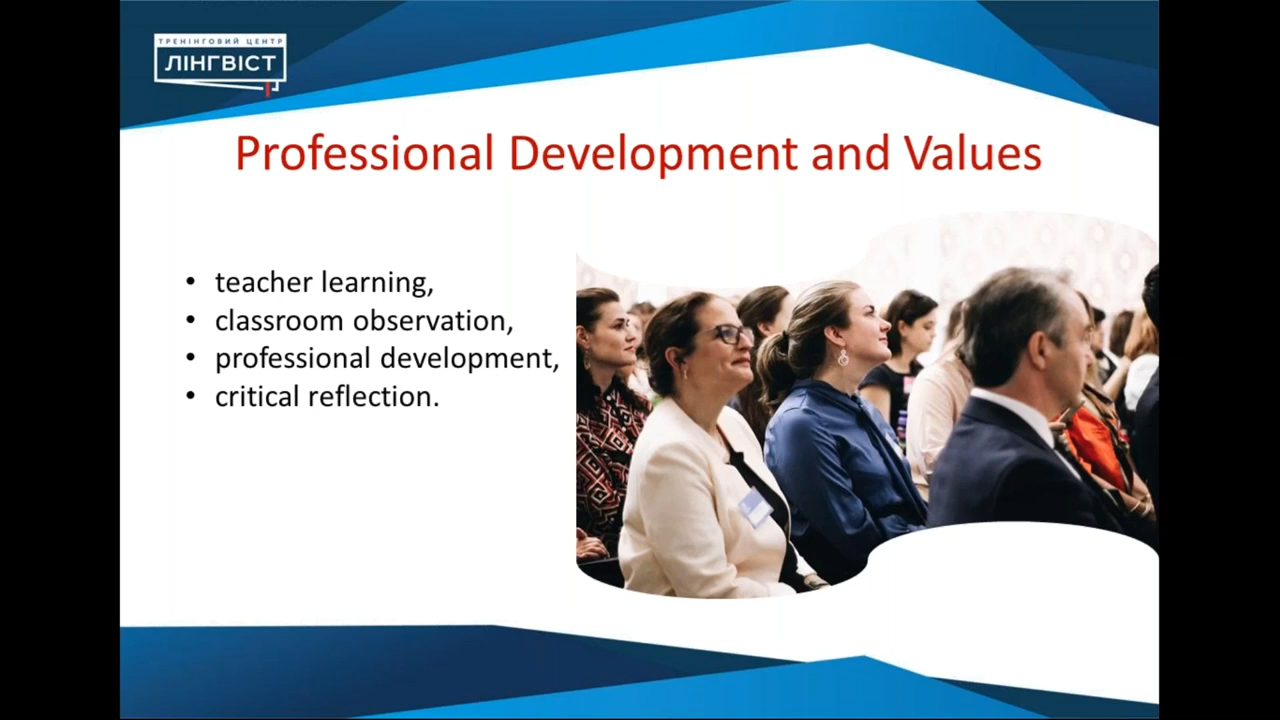 ТРЕНІНГОВИЙ ЦЕНТР
ЛІНГВІСТ
Professional Development and Values
• teacher learning,
• classroom observation,
• professional development,
• critical reflection.